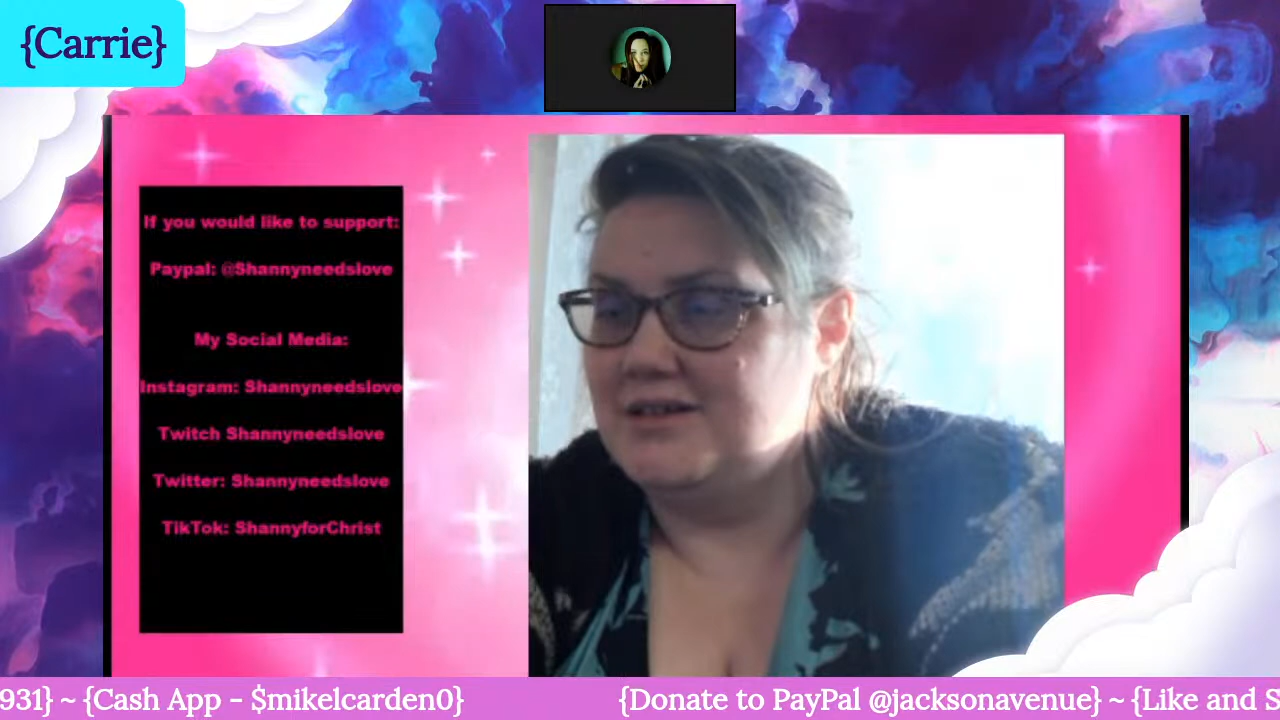 {Carrie}
If you would like to support:
Paypal: @Shannyneedslove
My Social Media:
Instagram: Shannyneedslove
Twitch Shannyneedslove
Twitter: Shannyneedslove
TikTok: ShannyforChrist
931} ~ {Cash App - $mikelcarden0} {Donate to PayPal @jacksonavenue} ~ {Like and S